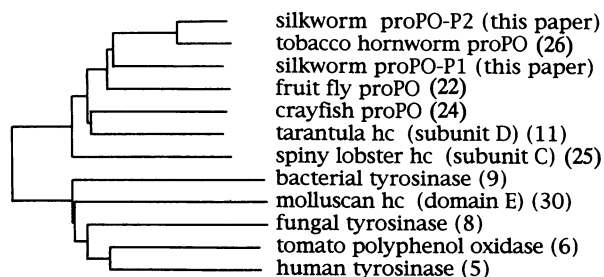 silkworm proPO-P2 (this paper)
tobacco hornworm proPO (26)
silkworm proPO-P1 (this paper)
fruit fly proPO (22)
crayfish proPO (24)
tarantula hc (subunit D) (11)
spiny lobster hc (subunit C) (25)
bacterial tyrosinase (9)
molluscan hc (domain E) (30)
fungal tyrosinase (8)
tomato polyphenol oxidase (6)
human tyrosinase (5)